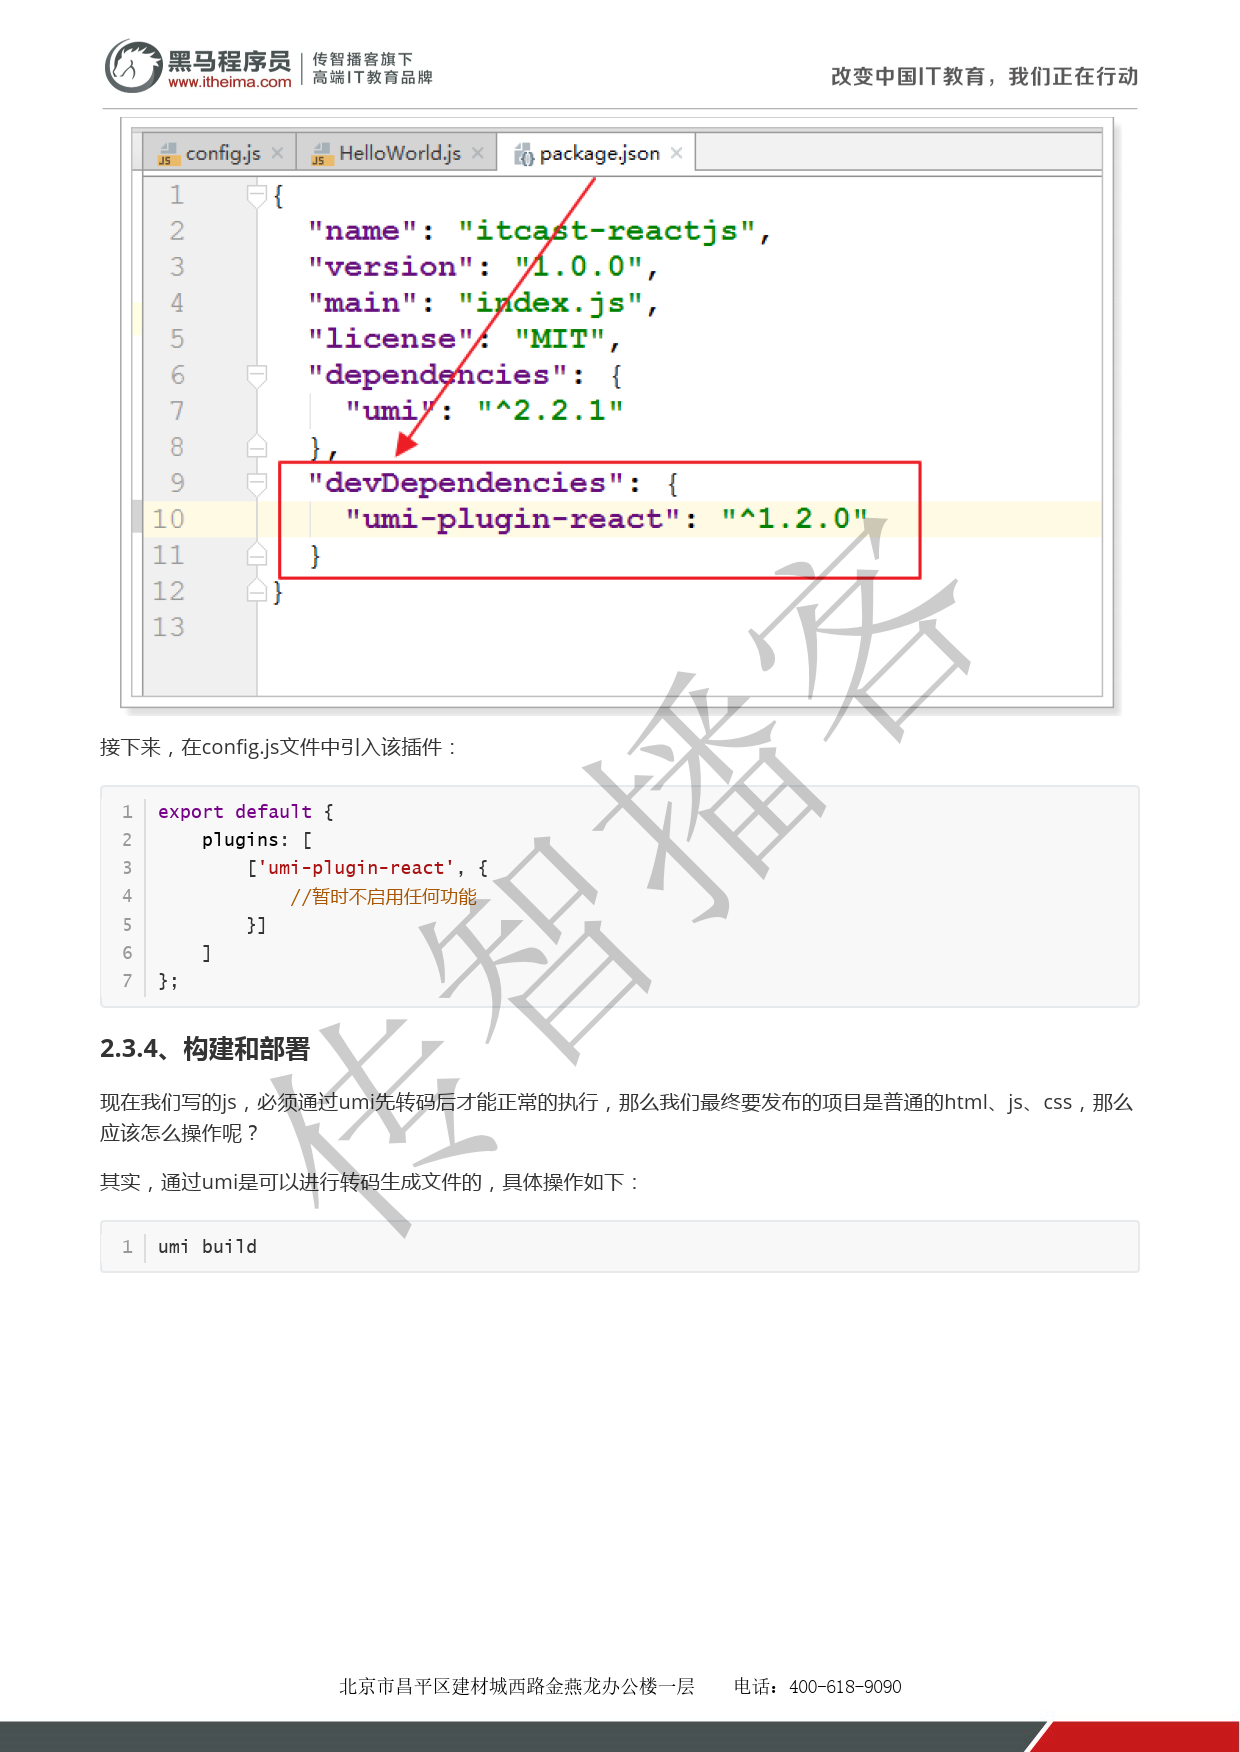 黑马程序员
www.itheima.com
传智播客旗下
高端IT教育品牌
改变中国IT教育，我们正在行动
config.js × HelloWorld.js × package.json ×
1 {
2 "name": "itcast-reactjs",
3 "version": "1.0.0",
4 "main": "index.js",
5 "license": "MIT",
6 "dependencies": {
7 "umi": "^2.2.1"
8 },
9 "devDependencies": {
10 "umi-plugin-react": "^1.2.0"
11 }
12 }
13
接下来，在config.js文件中引入该插件：
1 export default {
2 plugins: [
3 ['umi-plugin-react', {
4 //暂时不启用任何功能
5 }]
6 ]
7 };
2.3.4、构建和部署
现在我们写的js，必须通过umi先转码后才能正常的执行，那么我们最终要发布的项目是普通的html、js、css，那么
应该怎么操作呢？
其实，通过umi是可以进行转码生成文件的，具体操作如下：
1 umi build
传智播客
北京市昌平区建材城西路金燕龙办公楼一层 电话：400-618-9090